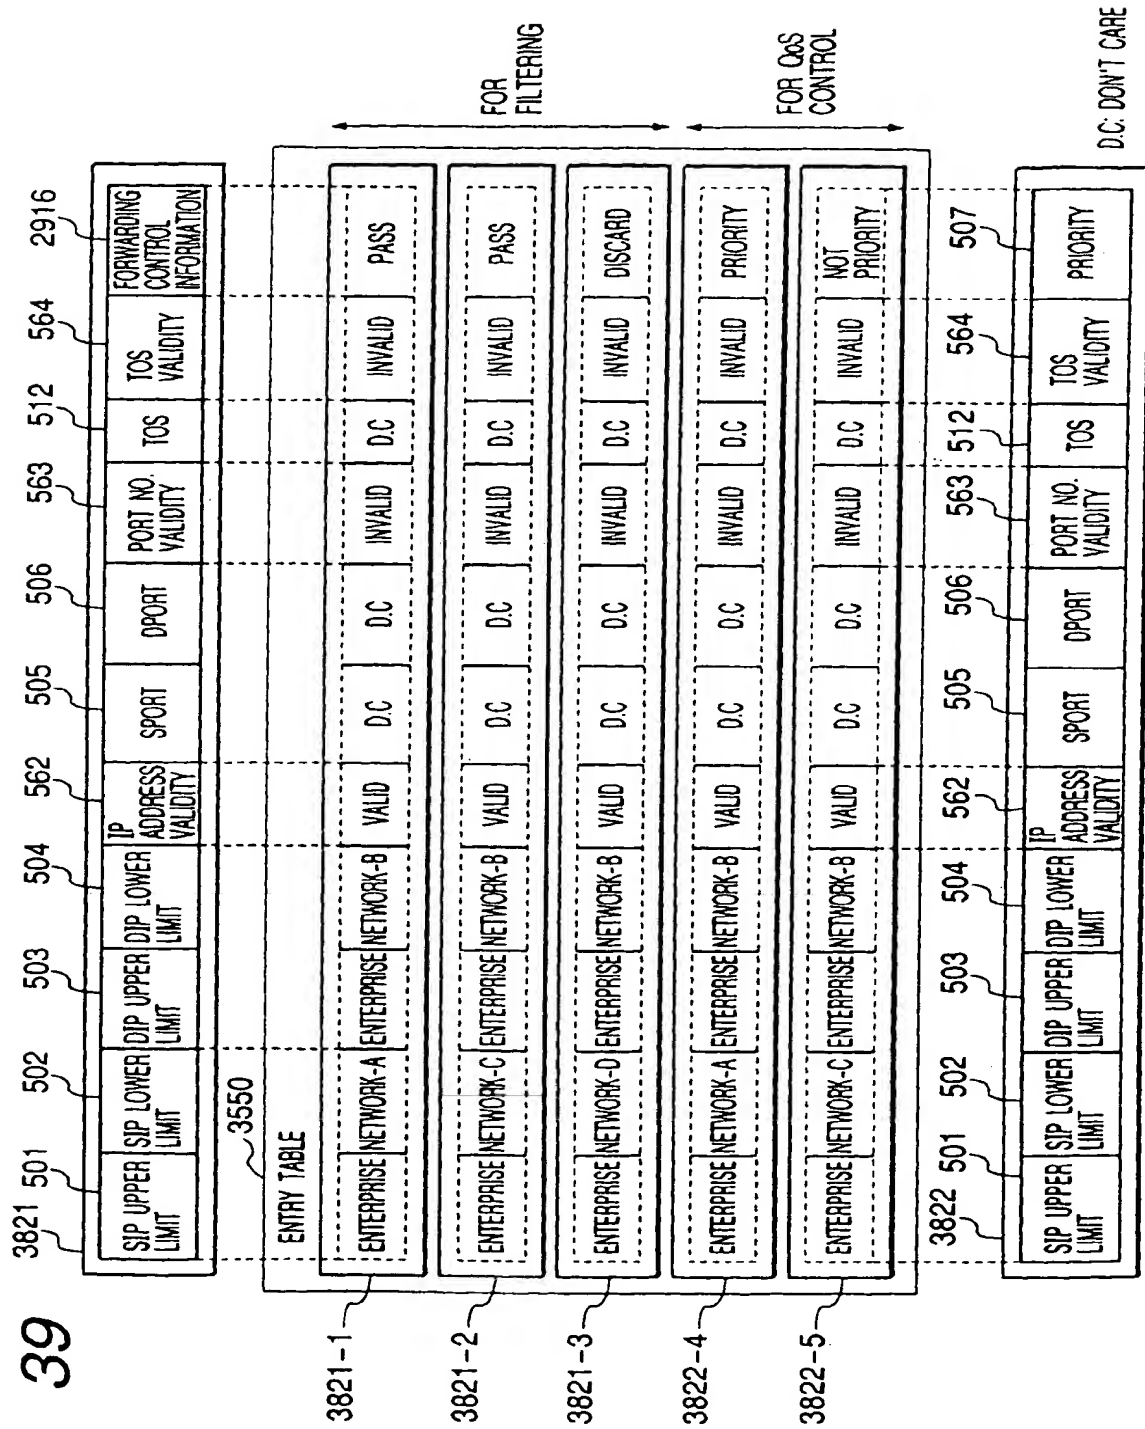 39
3821
501
502
503
504
562
505
506
563
512
564
2916
SIP UPPER
LIMIT
SIP LOWER
LIMIT
DIP UPPER
LIMIT
DIP LOWER
LIMIT
IP
ADDRESS
VALIDITY
SPORT
DPORT
PORT NO.
VALIDITY
TOS
TOS
VALIDITY
FORWARDING
CONTROL
INFORMATION
3550
ENTRY TABLE
3821-1
ENTERPRISE NETWORK-A ENTERPRISE NETWORK-B VALID D.C D.C INVALID D.C INVALID PASS
3821-2
ENTERPRISE NETWORK-C ENTERPRISE NETWORK-B VALID D.C D.C INVALID D.C INVALID PASS
3821-3
ENTERPRISE NETWORK-D ENTERPRISE NETWORK-B VALID D.C D.C INVALID D.C INVALID DISCARD
FOR
FILTERING
3822-4
ENTERPRISE NETWORK-A ENTERPRISE NETWORK-B VALID D.C D.C INVALID D.C INVALID PRIORITY
3822-5
ENTERPRISE NETWORK-C ENTERPRISE NETWORK-B VALID D.C D.C INVALID D.C INVALID NOT
PRIORITY
FOR QoS
CONTROL
3822
501
502
503
504
562
505
506
563
512
564
507
SIP UPPER
LIMIT
SIP LOWER
LIMIT
DIP UPPER
LIMIT
DIP LOWER
LIMIT
IP
ADDRESS
VALIDITY
SPORT
DPORT
PORT NO.
VALIDITY
TOS
TOS
VALIDITY
PRIORITY
D.C: DON'T CARE